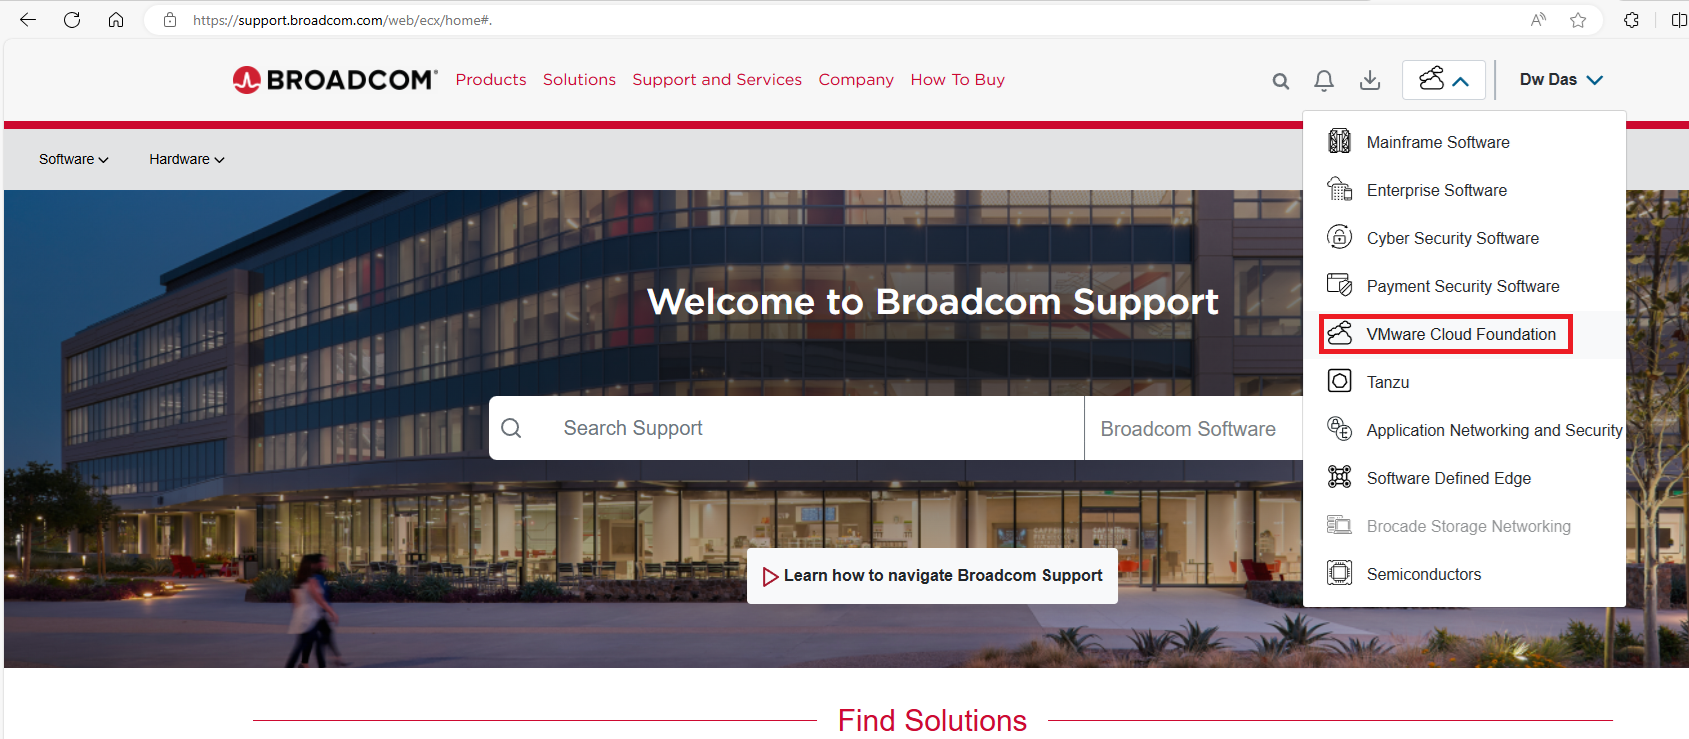 https://support.broadcom.com/web/ecx/home#.
BROADCOM
Products Solutions Support and Services Company How To Buy
Dw Das
Software Hardware
Mainframe Software
Enterprise Software
Cyber Security Software
Payment Security Software
VMware Cloud Foundation
Tanzu
Application Networking and Security
Software Defined Edge
Brocade Storage Networking
Semiconductors
Welcome to Broadcom Support
Search Support
Broadcom Software
Learn how to navigate Broadcom Support
Find Solutions